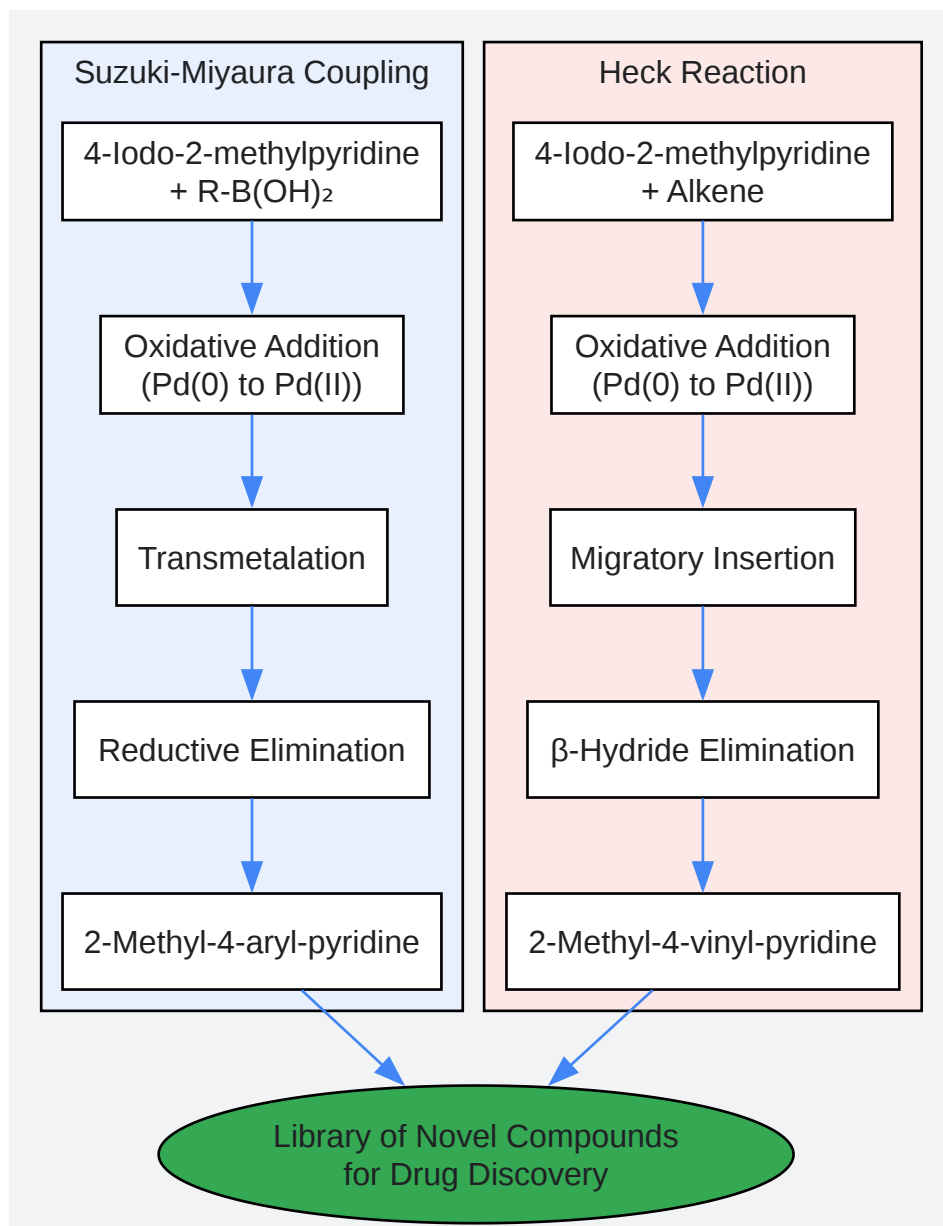 Suzuki-Miyaura Coupling
4-Iodo-2-methylpyridine
+ R-B(OH)₂
Oxidative Addition
(Pd(0) to Pd(II))
Transmetalation
Reductive Elimination
2-Methyl-4-aryl-pyridine
Heck Reaction
4-Iodo-2-methylpyridine
+ Alkene
Oxidative Addition
(Pd(0) to Pd(II))
Migratory Insertion
β-Hydride Elimination
2-Methyl-4-vinyl-pyridine
Library of Novel Compounds
for Drug Discovery